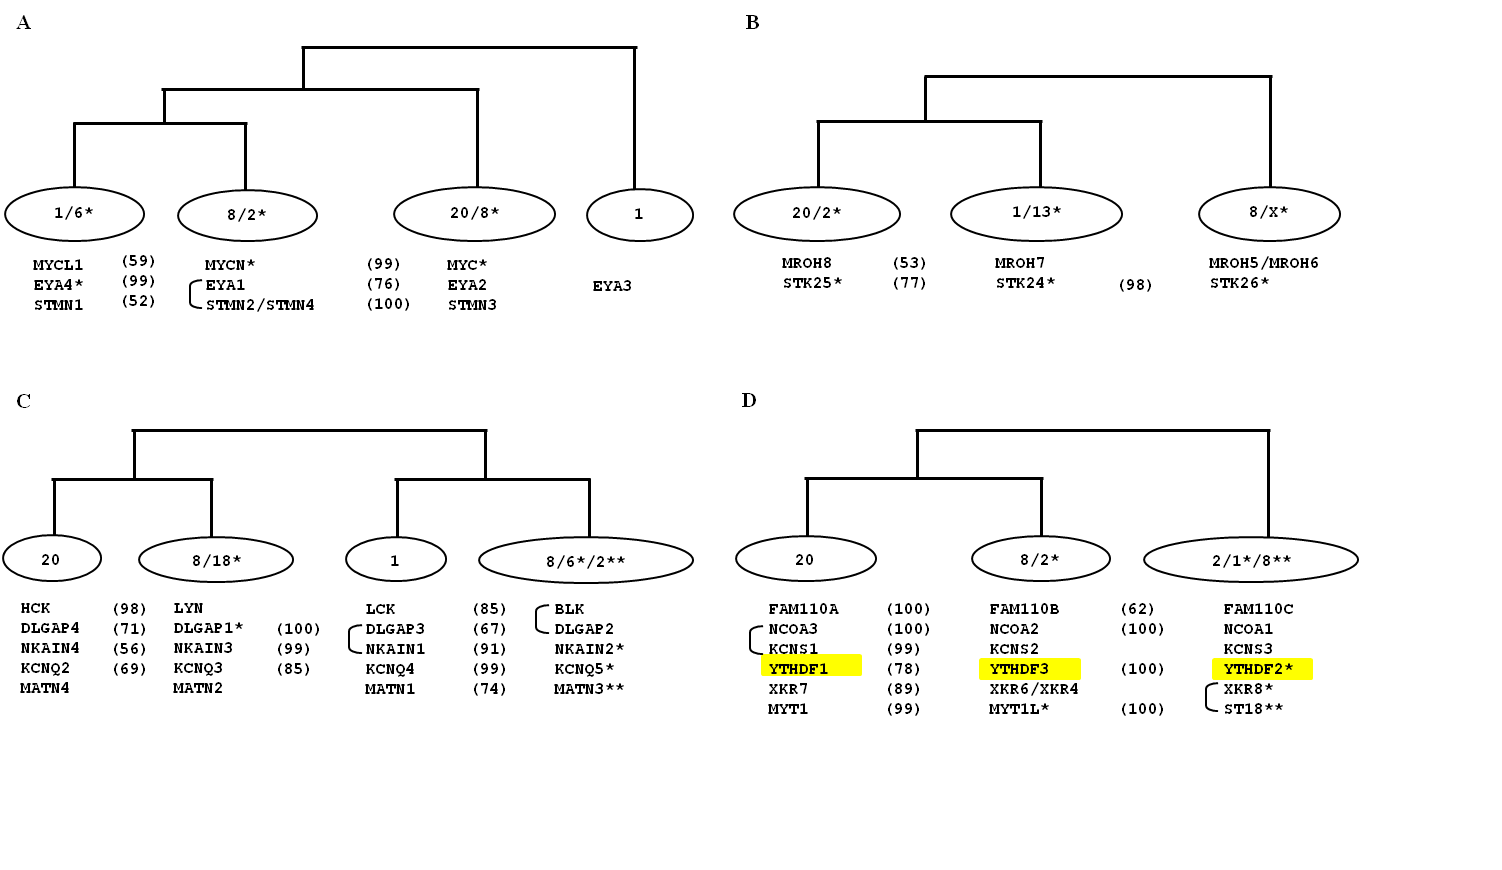 A
1/6*
8/2*
20/8*
1
MYCL1 (59) MYCN* (99) MYC*
EYA4* (99) EYA1 (76) EYA2 EYA3
STMN1 (52) STMN2/STMN4 (100) STMN3
B
20/2*
1/13*
8/X*
MROH8 (53) MROH7 MROH5/MROH6
STK25* (77) STK24* (98) STK26*
C
20
8/18*
1
8/6*/2**
HCK (98) LYN LCK (85) BLK
DLGAP4 (71) DLGAP1* (100) DLGAP3 (67) DLGAP2
NKAIN4 (56) NKAIN3 (99) NKAIN1 (91) NKAIN2*
KCNQ2 (69) KCNQ3 (85) KCNQ4 (99) KCNQ5*
MATN4 MATN2 MATN1 (74) MATN3**
D
20
8/2*
2/1*/8**
FAM110A (100) FAM110B (62) FAM110C
NCOA3 (100) NCOA2 (100) NCOA1
KCNS1 (99) KCNS2 KCNS3
YTHDF1 (78) YTHDF3 (100) YTHDF2*
XKR7 (89) XKR6/XKR4 XKR8*
MYT1 (99) MYT1L* (100) ST18**